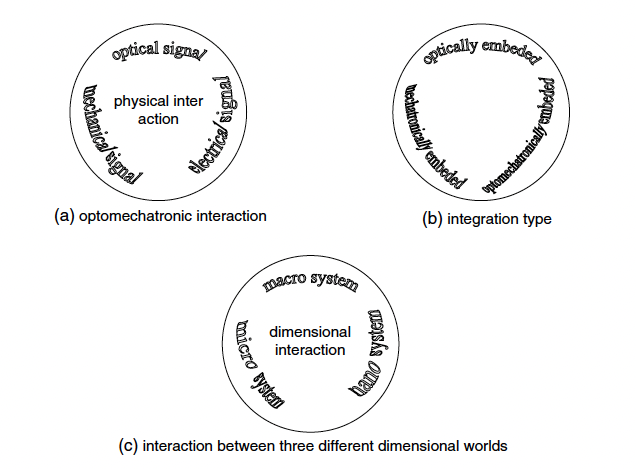 optical signal
mechanical signal
physical inter
action
electrical signal
(a) optomechatronic interaction
optically embeded
mechatronically embeded
optomechatronically embeded
(b) integration type
macro system
micro system
dimensional
interaction
nano system
(c) interaction between three different dimensional worlds